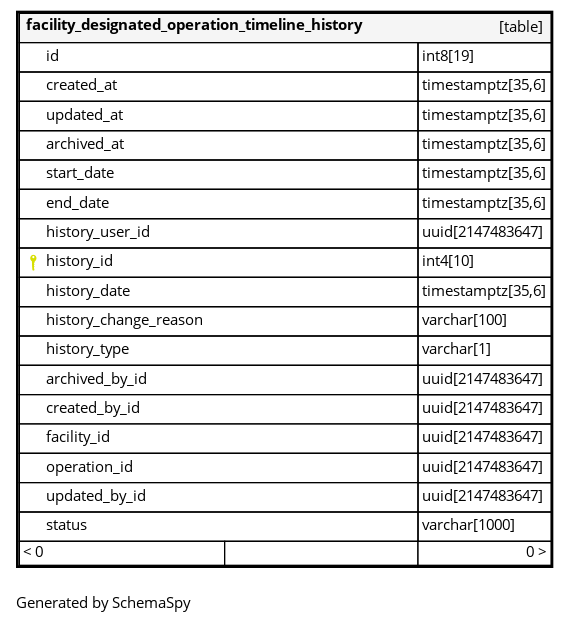 facility_designated_operation_timeline_history [table]
id int8[19]
created_at timestamptz[35,6]
updated_at timestamptz[35,6]
archived_at timestamptz[35,6]
start_date timestamptz[35,6]
end_date timestamptz[35,6]
history_user_id uuid[2147483647]
history_id int4[10]
history_date timestamptz[35,6]
history_change_reason varchar[100]
history_type varchar[1]
archived_by_id uuid[2147483647]
created_by_id uuid[2147483647]
facility_id uuid[2147483647]
operation_id uuid[2147483647]
updated_by_id uuid[2147483647]
status varchar[1000]
< 0 0 >
Generated by SchemaSpy